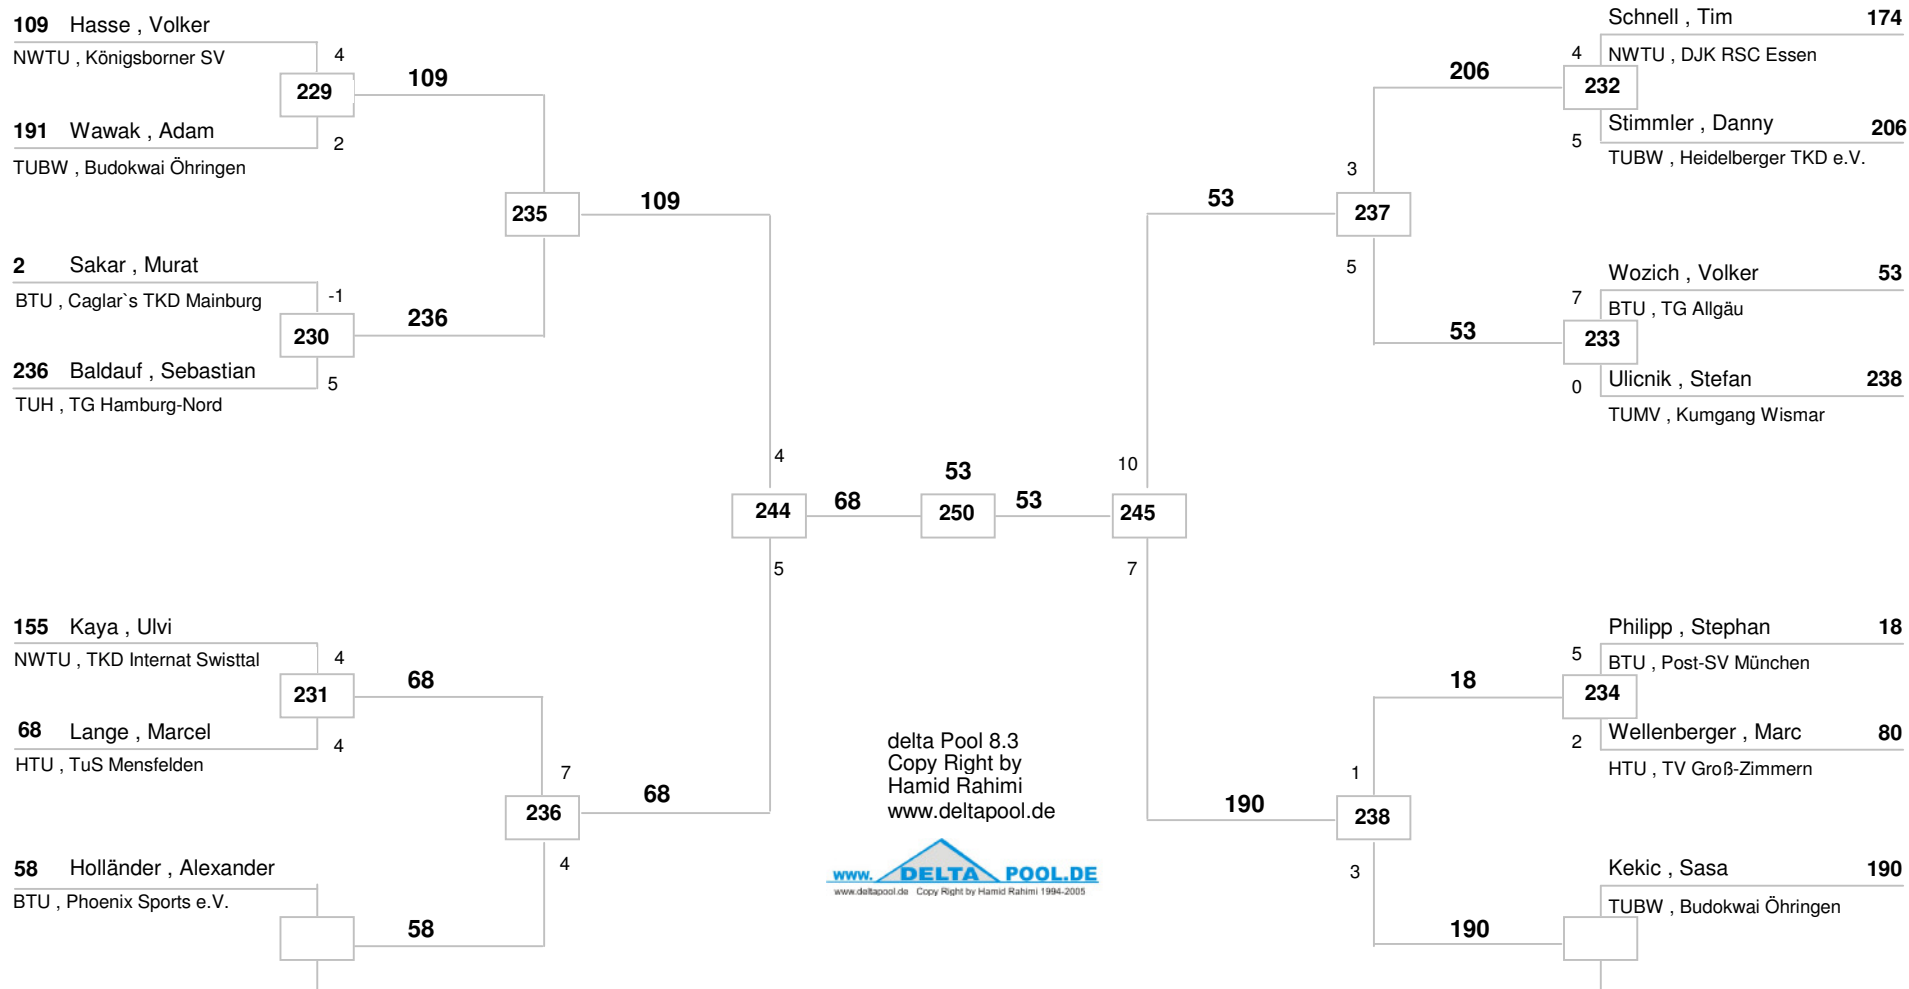 109 Hasse , Volker
NWTU , Königsborner SV
4
229
109
191 Wawak , Adam
2
TUBW , Budokwai Öhringen
235
109
2 Sakar , Murat
BTU , Caglar`s TKD Mainburg
-1
230
236
236 Baldauf , Sebastian
5
TUH , TG Hamburg-Nord
4
244
68
5
155 Kaya , Ulvi
NWTU , TKD Internat Swisttal
4
231
68
68 Lange , Marcel
4
HTU , TuS Mensfelden
7
236
68
4
58 Holländer , Alexander
BTU , Phoenix Sports e.V.
58
53
250
53
Schnell , Tim 174
4
NWTU , DJK RSC Essen
206
232
Stimmler , Danny 206
5
TUBW , Heidelberger TKD e.V.
3
53
237
5
Wozich , Volker 53
7
BTU , TG Allgäu
53
233
Ulicnik , Stefan 238
0
TUMV , Kumgang Wismar
10
245
7
Philipp , Stephan 18
5
BTU , Post-SV München
18
234
Wellenberger , Marc 80
2
HTU , TV Groß-Zimmern
1
190
238
3
Kekic , Sasa 190
TUBW , Budokwai Öhringen
190
delta Pool 8.3
Copy Right by
Hamid Rahimi
www.deltapool.de
www. DELTA POOL.DE
www.deltapool.de Copy Right by Hamid Rahimi 1994-2005